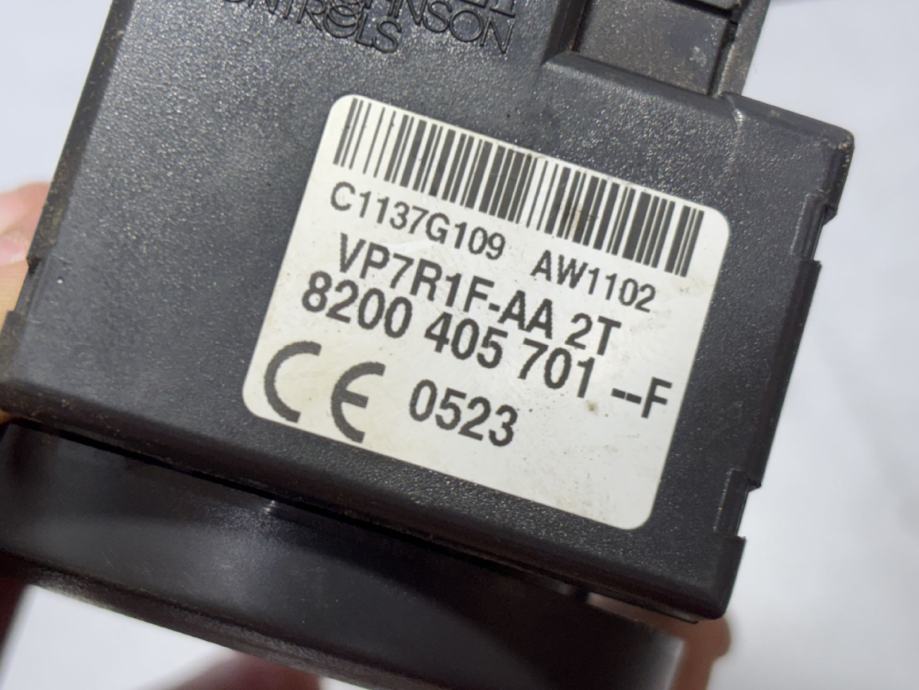 JOHNSON
CONTROLS
C1137G109 AW1102
VP7R1F-AA 2T
8200 405 701 --F
CE 0523